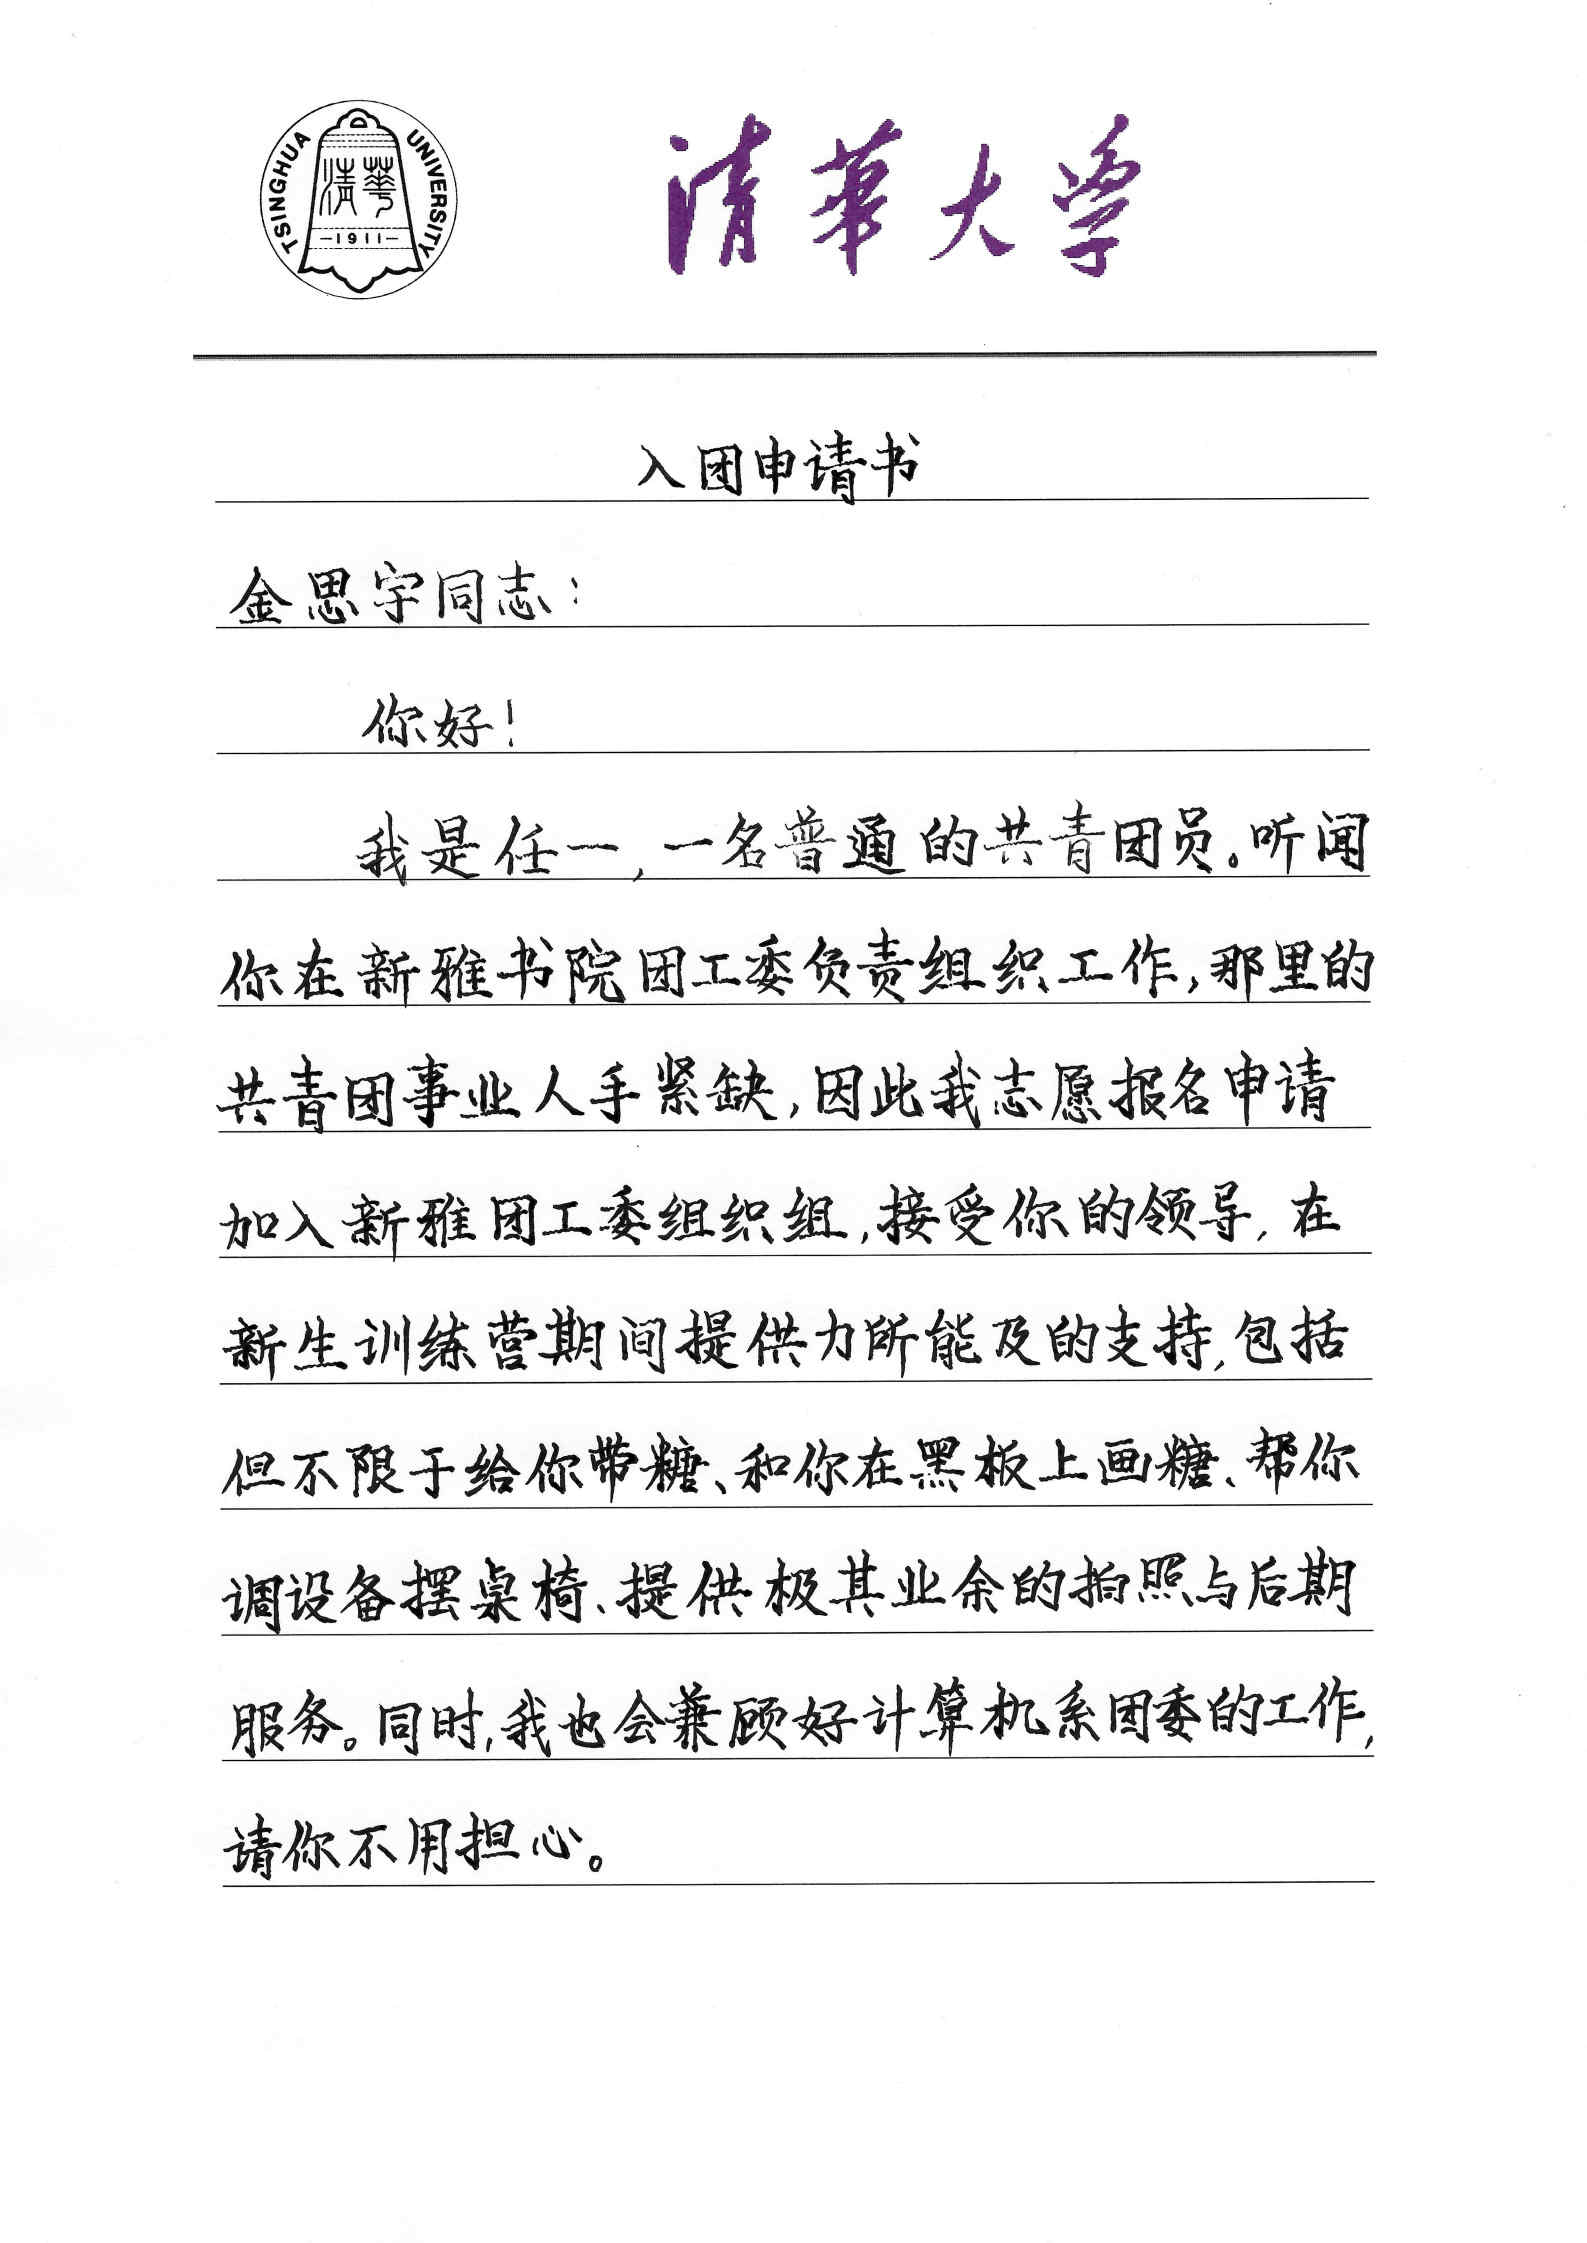 TSINGHUA UNIVERSITY
清華
1911
清華大学
入团申请书
金思宇同志：
你好！
我是任一，一名普通的共青团员。听闻
你在新雅书院团工委负责组织工作，那里的
共青团事业人手紧缺，因此我志愿报名申请
加入新雅团工委组织组，接受你的领导，在
新生训练营期间提供力所能及的支持，包括
但不限于给你带糖、和你在黑板上画糖、帮你
调设备摆桌椅、提供极其业余的拍照与后期
服务。同时，我也会兼顾好计算机系团委的工作，
请你不用担心。